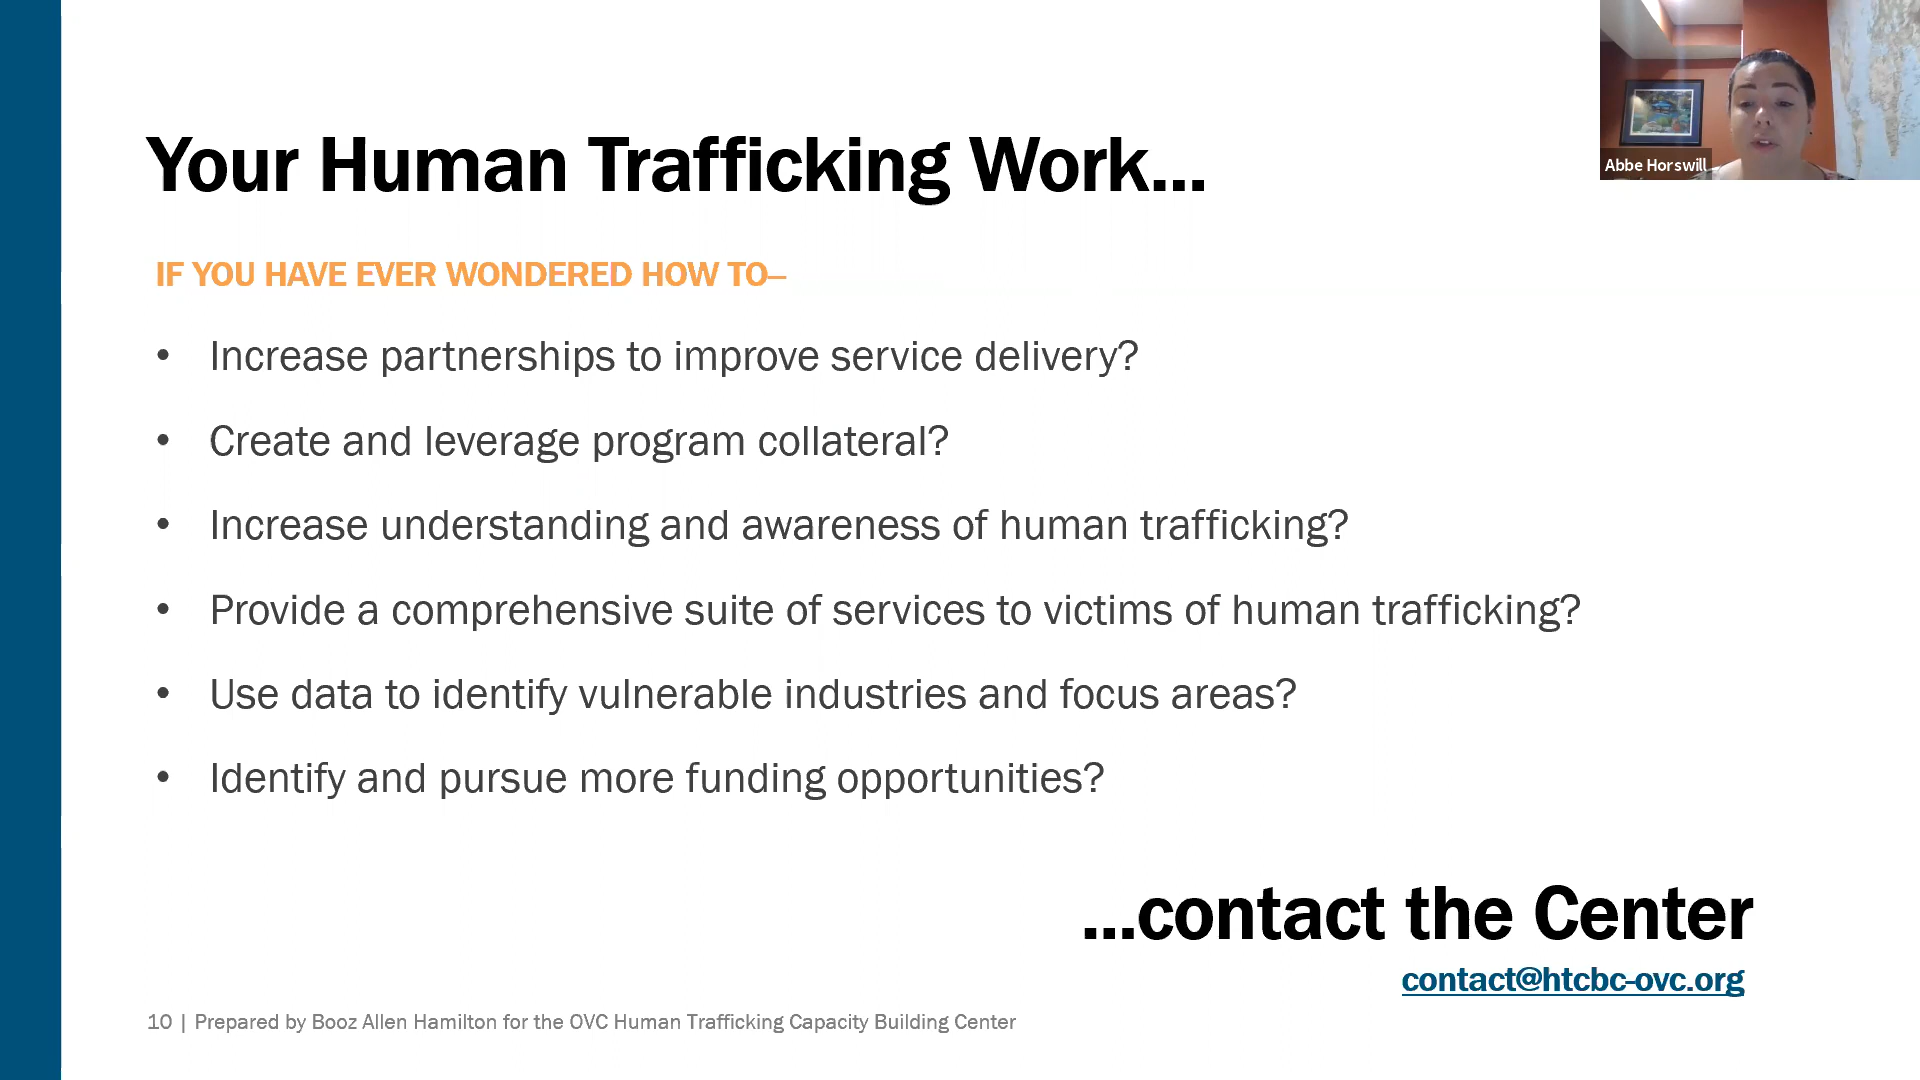 Your Human Trafficking Work...
Abbe Horswill
IF YOU HAVE EVER WONDERED HOW TO–
• Increase partnerships to improve service delivery?
• Create and leverage program collateral?
• Increase understanding and awareness of human trafficking?
• Provide a comprehensive suite of services to victims of human trafficking?
• Use data to identify vulnerable industries and focus areas?
• Identify and pursue more funding opportunities?
...contact the Center
contact@htcbc-ovc.org
10 | Prepared by Booz Allen Hamilton for the OVC Human Trafficking Capacity Building Center